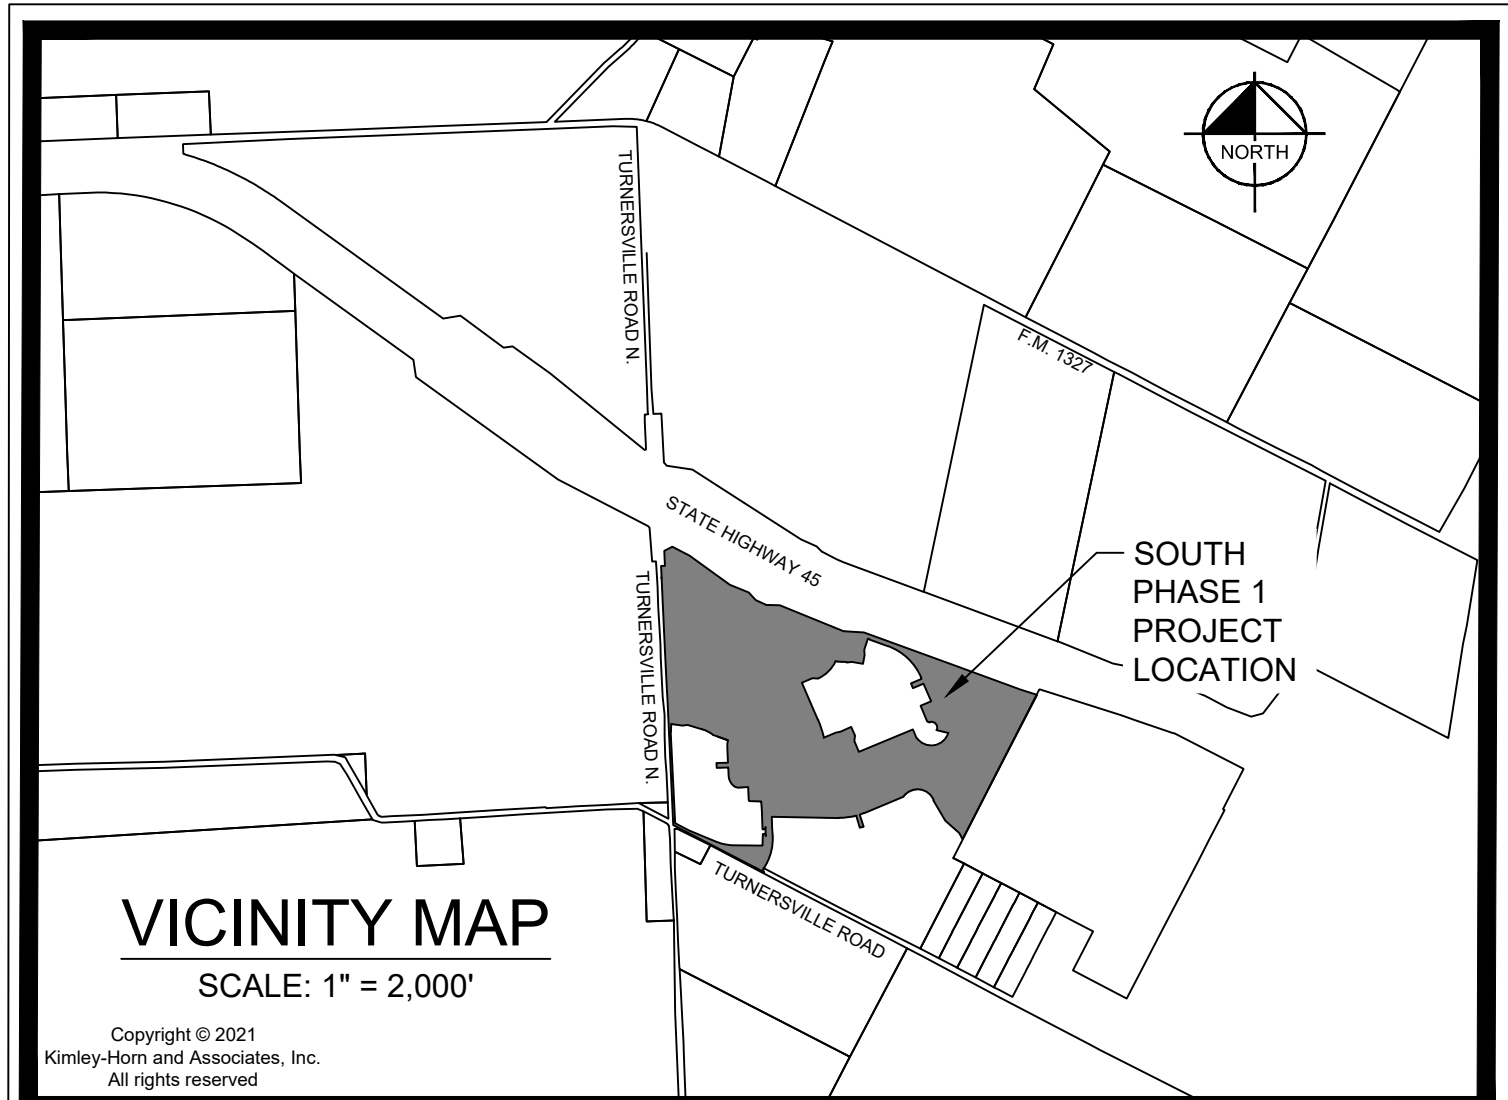 NORTH
TURNERSVILLE ROAD N.
F.M. 1327
STATE HIGHWAY 45
SOUTH
PHASE 1
PROJECT
LOCATION
TURNERSVILLE ROAD N.
TURNERSVILLE ROAD
VICINITY MAP
SCALE: 1" = 2,000'
Copyright © 2021
Kimley-Horn and Associates, Inc.
All rights reserved